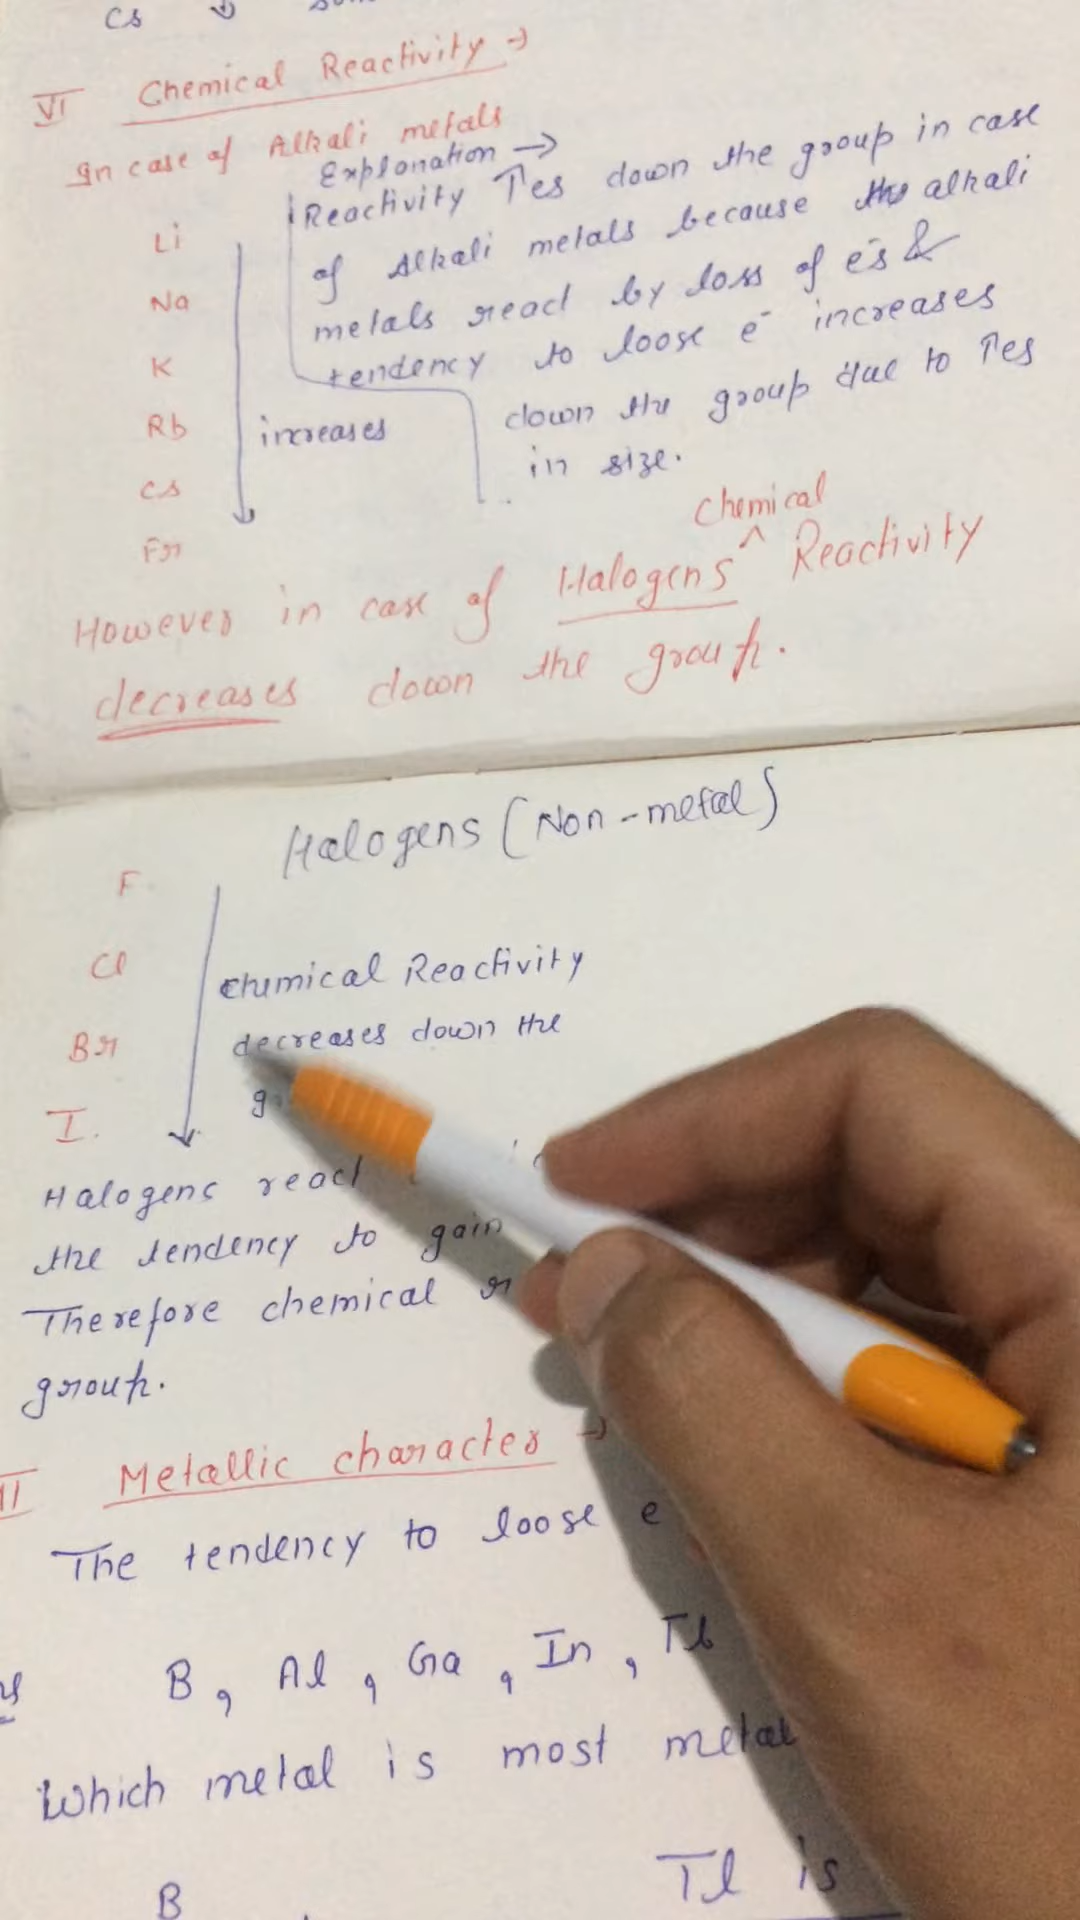 Cs
VI Chemical Reactivity →
In case of Alkali metals
Explanation →
Reactivity ↑es down the group in case
of Alkali metals because the alkali
metals react by loss of e⁻s &
tendency to loose e⁻ increases
down the group due to ↑es
in size.
Li
Na
K
Rb
Cs
Fr
increases
However in case of Halogens ^ Chemical Reactivity
decreases down the group.
Halogens (Non-metal)
F
Cl
Br
I.
Chemical Reactivity
decreases down the
Halogens react
the tendency to gain
Therefore chemical
group.
II Metallic character →
The tendency to loose e
B, Al, Ga, In, Tl
Which metal is most metal
B
Tl is